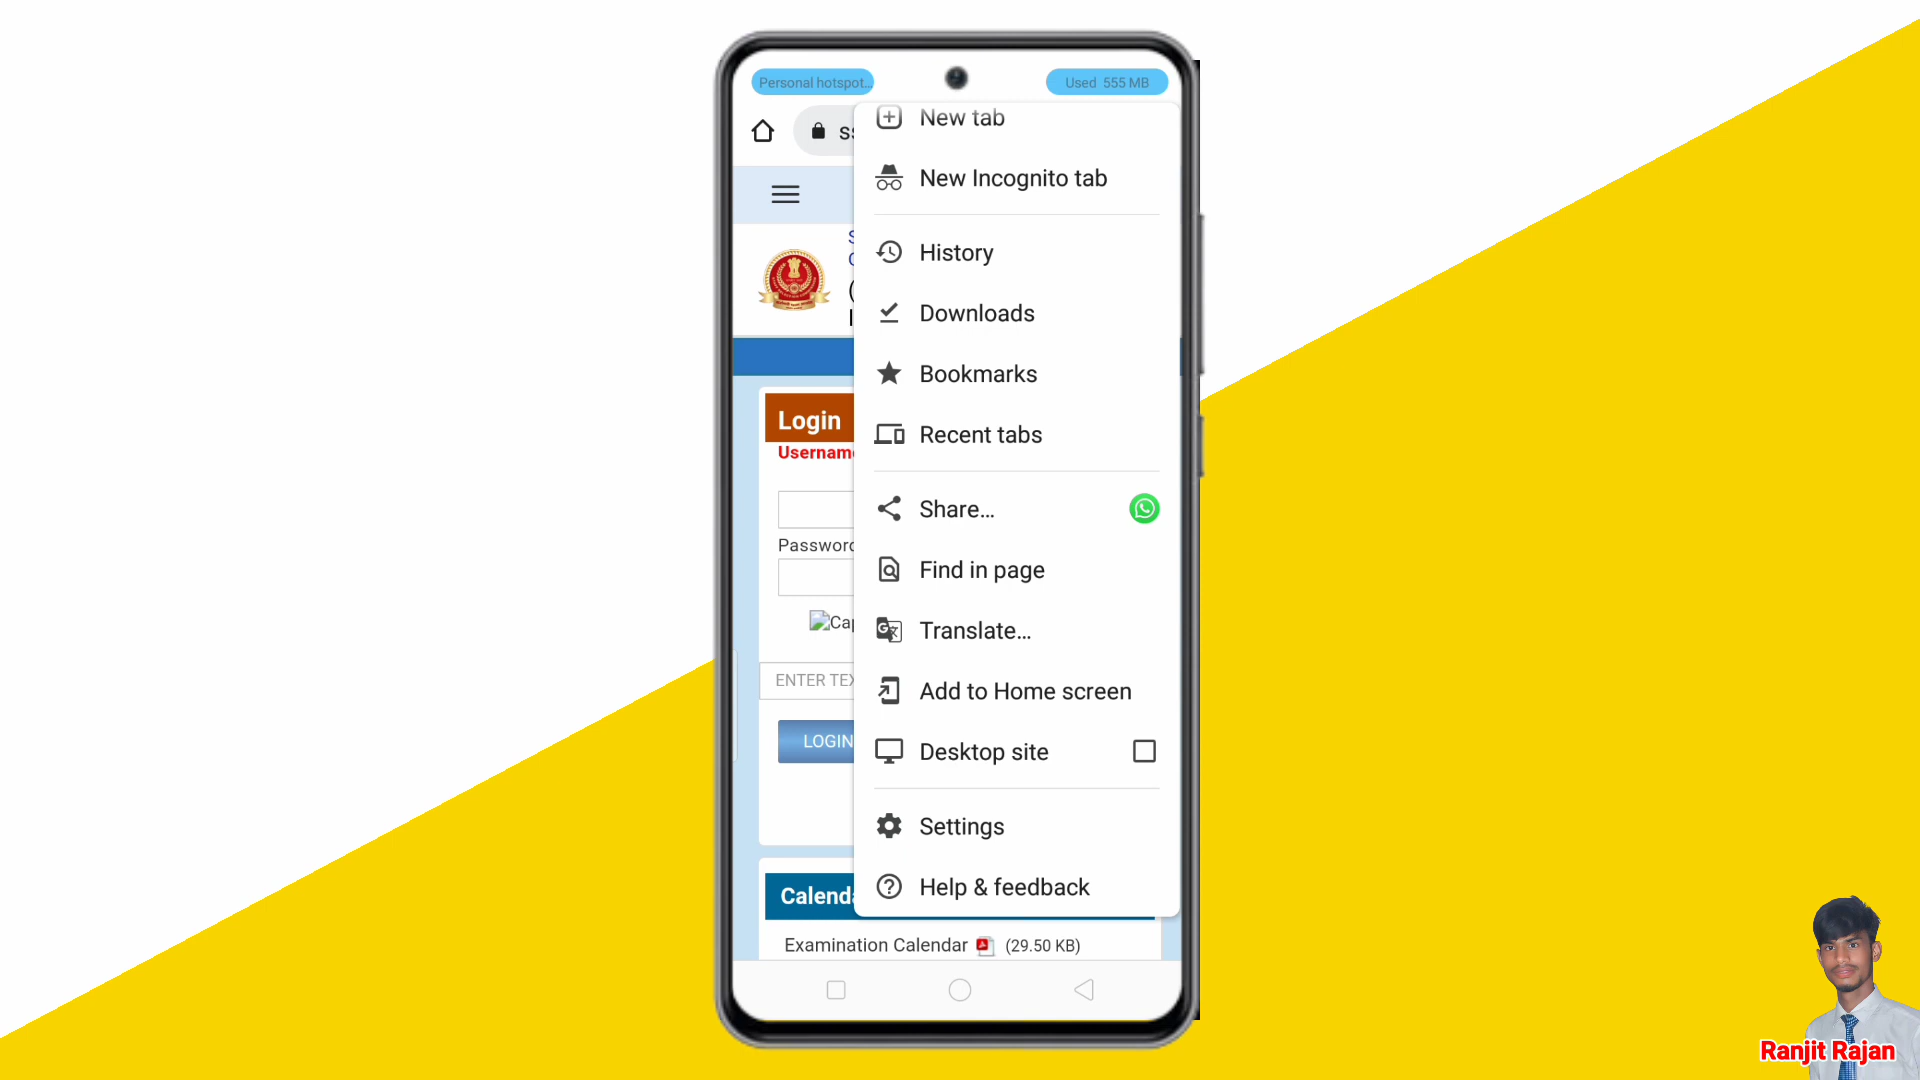 Personal hotspot...
Used 555 MB
New tab
New Incognito tab
History
Downloads
Bookmarks
Recent tabs
Share...
Find in page
Translate...
Add to Home screen
Desktop site
Settings
Help & feedback
Login
Usernam
Password
Cap
ENTER TEX
LOGIN
Calend
Examination Calendar (29.50 KB)
Ranjit Rajan